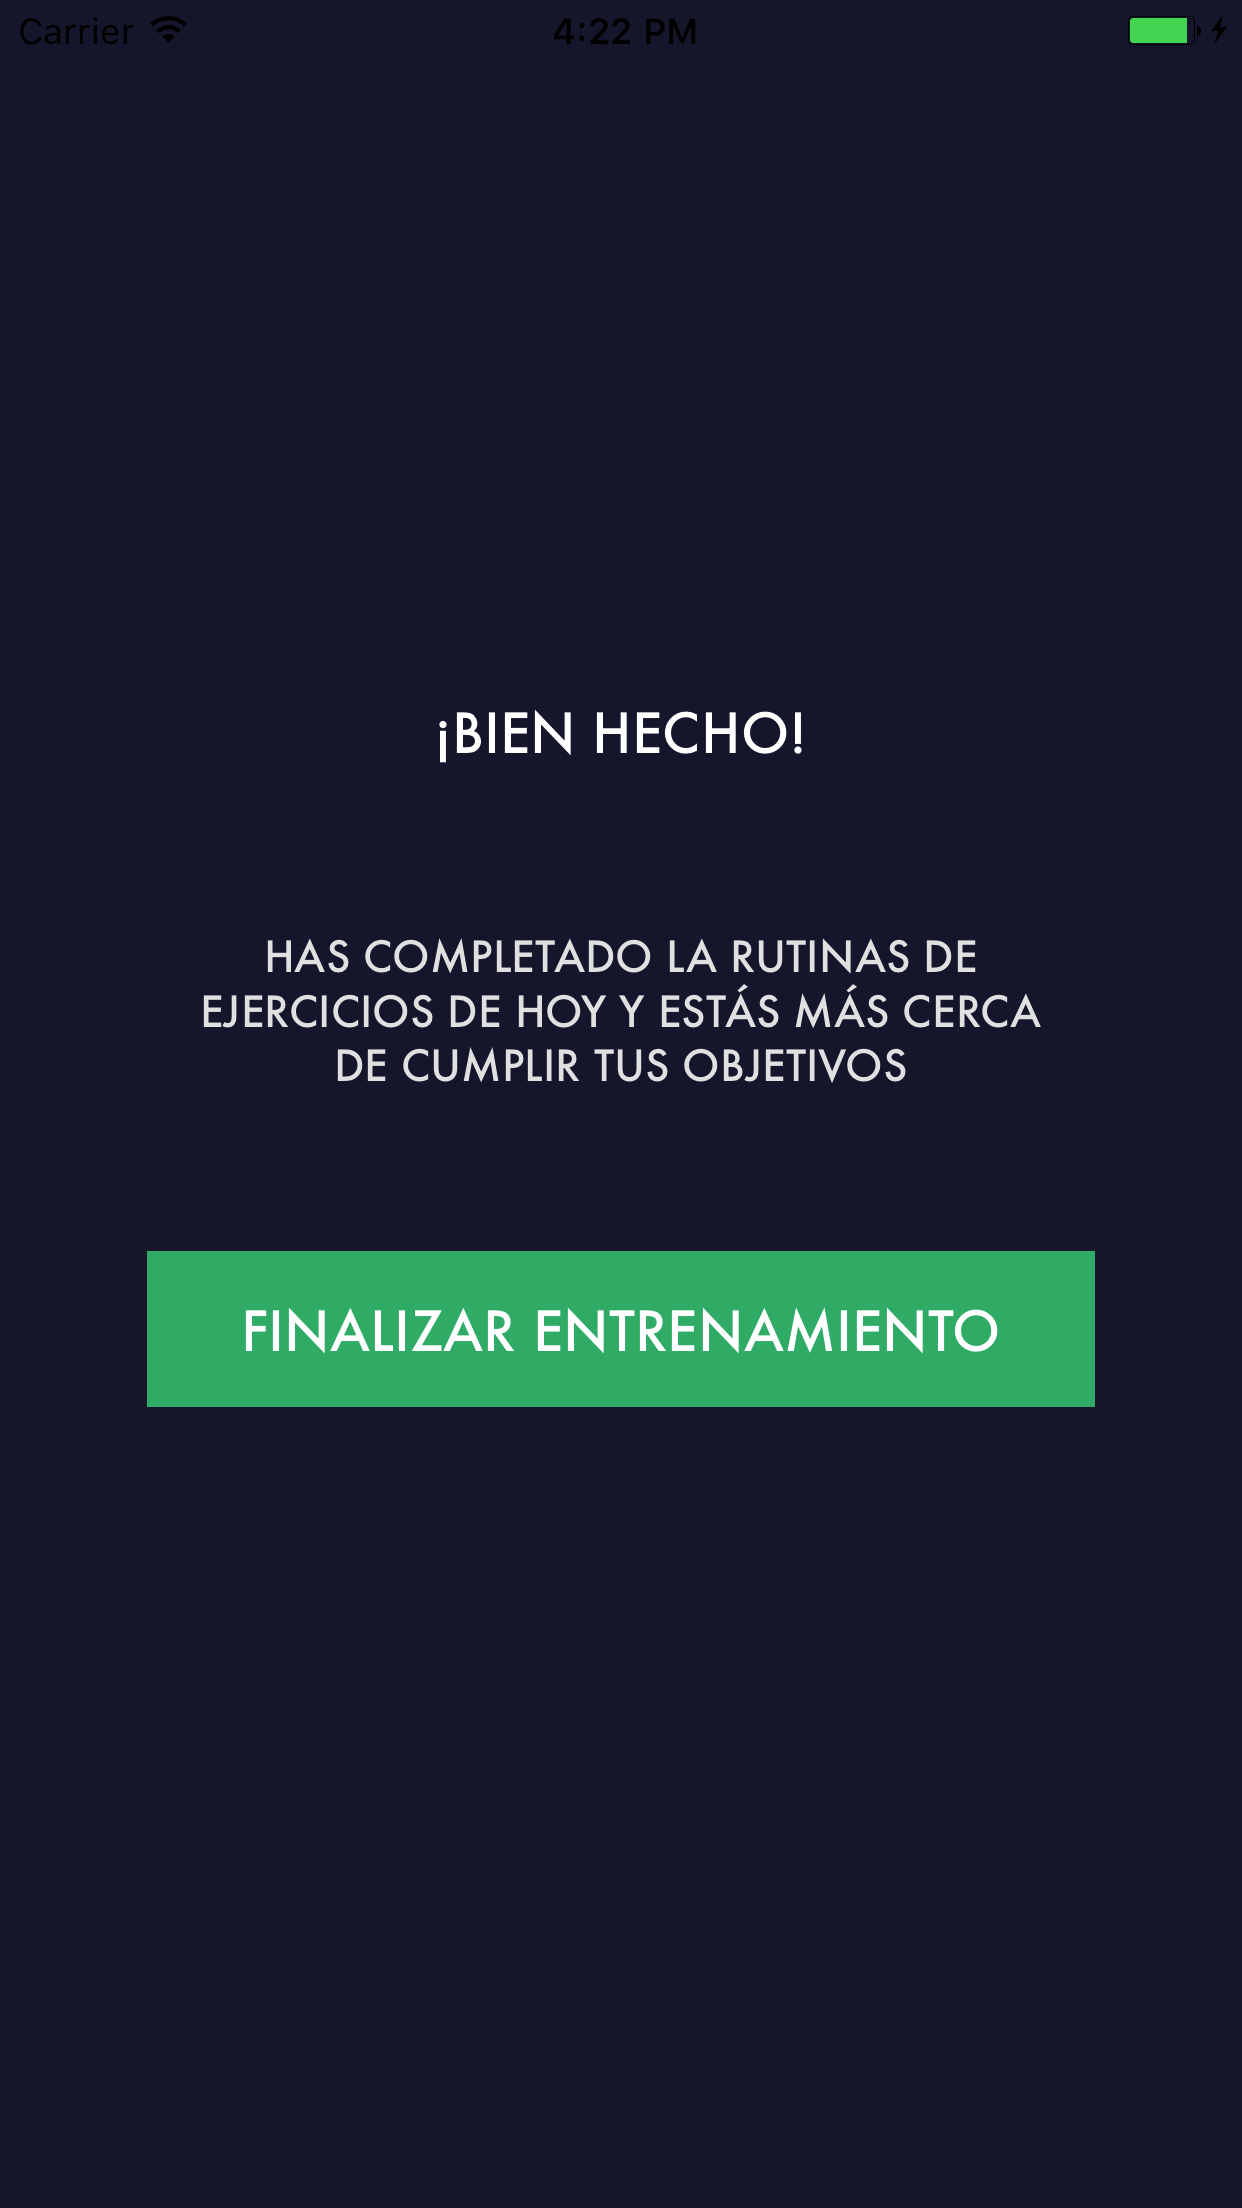 Carrier 4:22 PM
¡BIEN HECHO!
HAS COMPLETADO LA RUTINAS DE
EJERCICIOS DE HOY Y ESTÁS MÁS CERCA
DE CUMPLIR TUS OBJETIVOS
FINALIZAR ENTRENAMIENTO